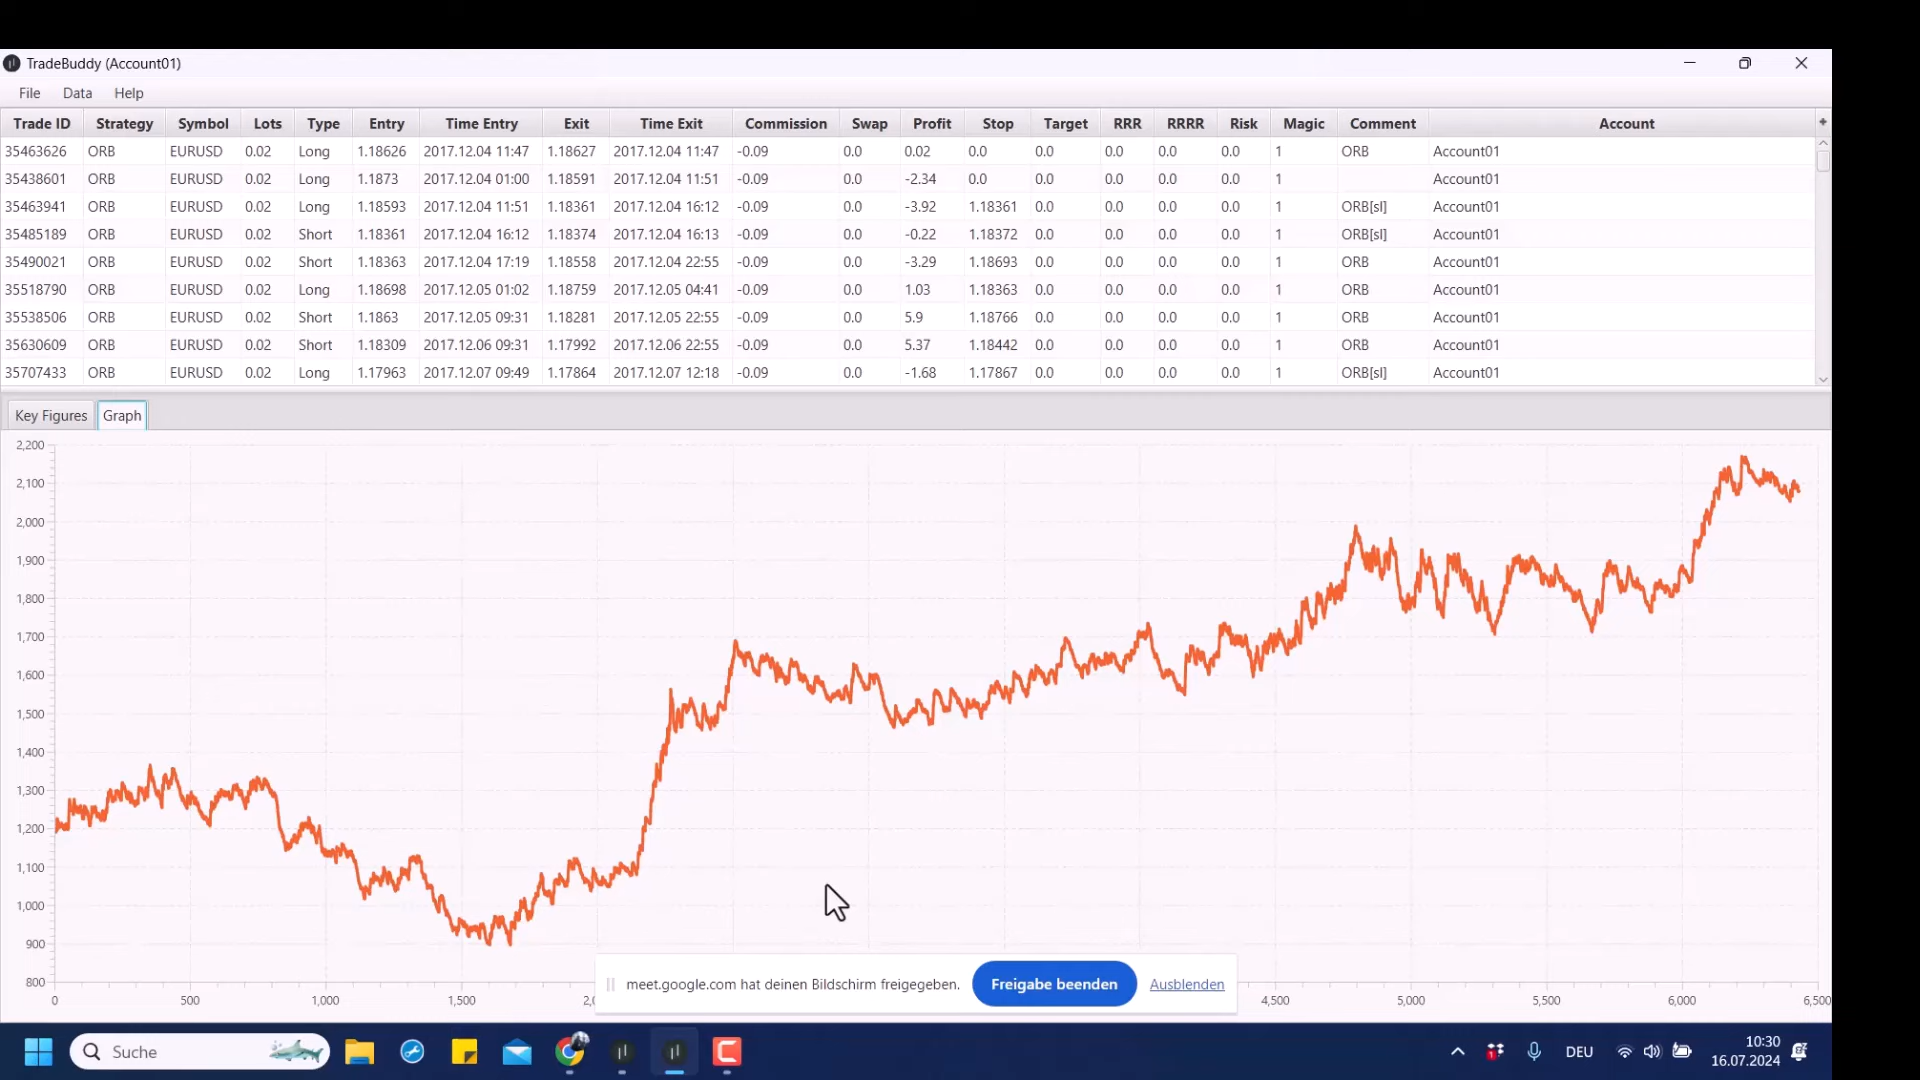 TradeBuddy (Account01)
File Data Help
Trade ID Strategy Symbol Lots Type Entry Time Entry Exit Time Exit Commission Swap Profit Stop Target RRR RRRR Risk Magic Comment Account +
35463626 ORB EURUSD 0.02 Long 1.18626 2017.12.04 11:47 1.18627 2017.12.04 11:47 -0.09 0.0 0.02 0.0 0.0 0.0 0.0 0.0 1 ORB Account01
35438601 ORB EURUSD 0.02 Long 1.1873 2017.12.04 01:00 1.18591 2017.12.04 11:51 -0.09 0.0 -2.34 0.0 0.0 0.0 0.0 0.0 1 Account01
35463941 ORB EURUSD 0.02 Long 1.18593 2017.12.04 11:51 1.18361 2017.12.04 16:12 -0.09 0.0 -3.92 1.18361 0.0 0.0 0.0 0.0 1 ORB[sl] Account01
35485189 ORB EURUSD 0.02 Short 1.18361 2017.12.04 16:12 1.18374 2017.12.04 16:13 -0.09 0.0 -0.22 1.18372 0.0 0.0 0.0 0.0 1 ORB[sl] Account01
35490021 ORB EURUSD 0.02 Short 1.18363 2017.12.04 17:19 1.18558 2017.12.04 22:55 -0.09 0.0 -3.29 1.18693 0.0 0.0 0.0 0.0 1 ORB Account01
35518790 ORB EURUSD 0.02 Long 1.18698 2017.12.05 01:02 1.18759 2017.12.05 04:41 -0.09 0.0 1.03 1.18363 0.0 0.0 0.0 0.0 1 ORB Account01
35538506 ORB EURUSD 0.02 Short 1.1863 2017.12.05 09:31 1.18281 2017.12.05 22:55 -0.09 0.0 5.9 1.18766 0.0 0.0 0.0 0.0 1 ORB Account01
35630609 ORB EURUSD 0.02 Short 1.18309 2017.12.06 09:31 1.17992 2017.12.06 22:55 -0.09 0.0 5.37 1.18442 0.0 0.0 0.0 0.0 1 ORB Account01
35707433 ORB EURUSD 0.02 Long 1.17963 2017.12.07 09:49 1.17864 2017.12.07 12:18 -0.09 0.0 -1.68 1.17867 0.0 0.0 0.0 0.0 1 ORB[sl] Account01
Key Figures Graph
2,200
2,100
2,000
1,900
1,800
1,700
1,600
1,500
1,400
1,300
1,200
1,100
1,000
900
800
0 500 1,000 1,500 2,0 4,500 5,000 5,500 6,000 6,500
meet.google.com hat deinen Bildschirm freigegeben. Freigabe beenden Ausblenden
Suche
DEU
10:30
16.07.2024